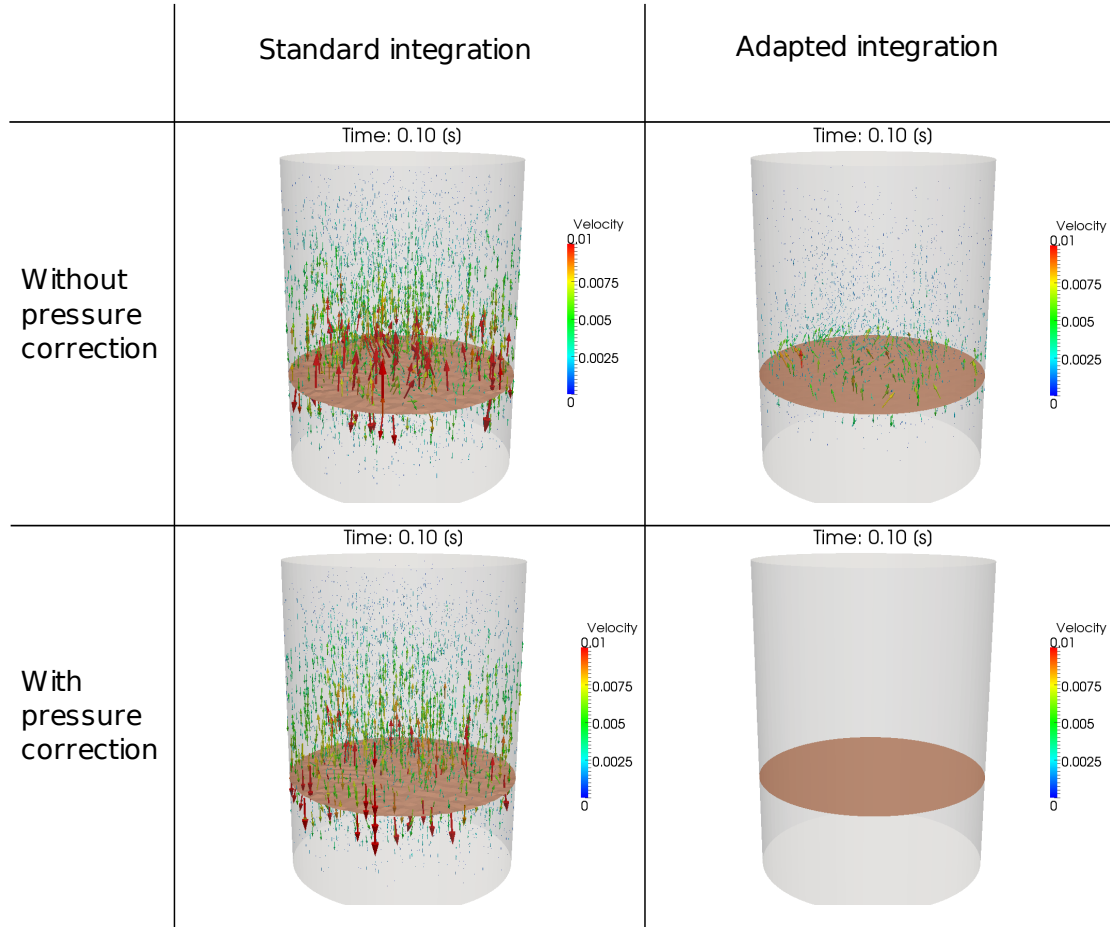 Standard integration
Adapted integration
Without
pressure
correction
Time: 0.10 (s)
Velocity
0.01
0.0075
0.005
0.0025
0
Time: 0.10 (s)
Velocity
0.01
0.0075
0.005
0.0025
0
With
pressure
correction
Time: 0.10 (s)
Velocity
0.01
0.0075
0.005
0.0025
0
Time: 0.10 (s)
Velocity
0.01
0.0075
0.005
0.0025
0